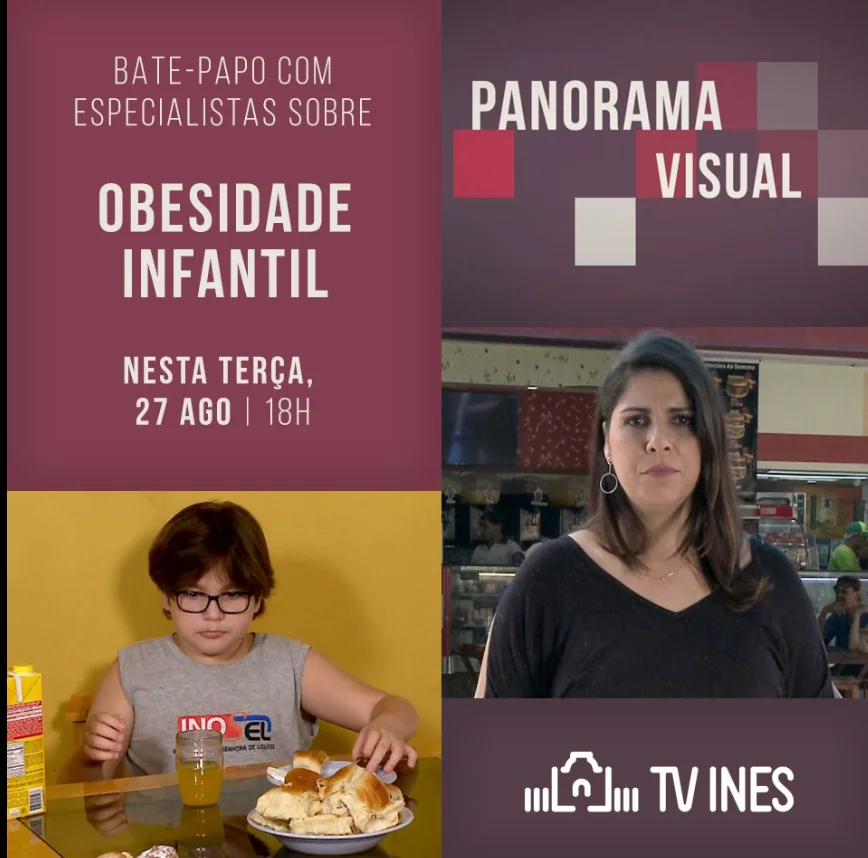 BATE-PAPO COM
ESPECIALISTAS SOBRE
OBESIDADE
INFANTIL
NESTA TERÇA,
27 AGO | 18H
PANORAMA
VISUAL
TV INES